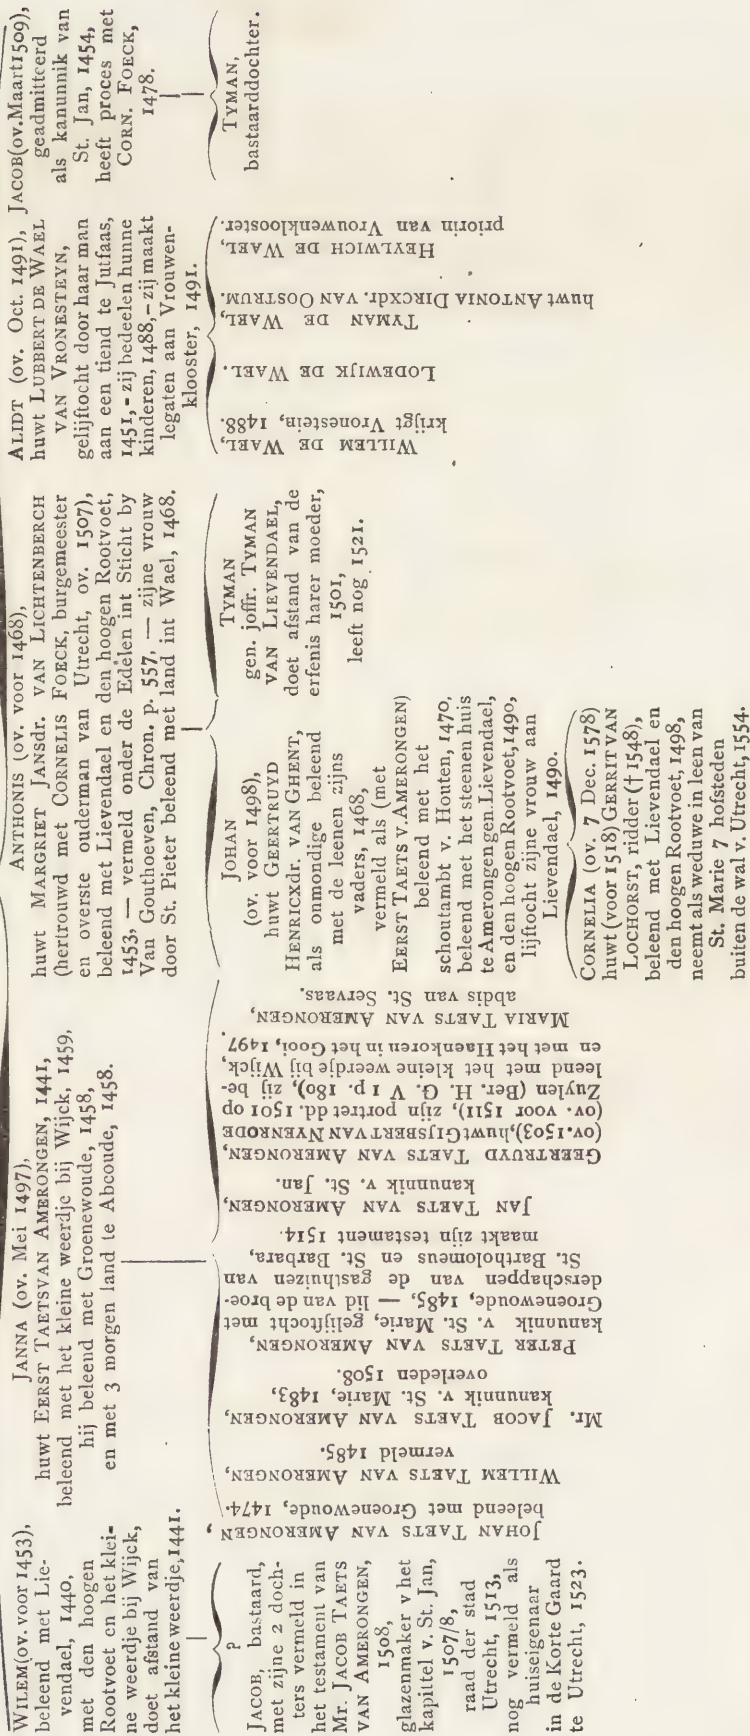 WILEM(ov. voor 1453),
beleend met Lie-
vendael, 1440,
met den hoogen
Rootvoet en het klei-
ne weerdje bij Wijck,
doet afstand van
het kleine weerdje, 1441.
?
JACOB, bastaard,
met zijne 2 doch-
ters vermeld in
het testament van
Mr. JACOB TAETS
VAN AMERONGEN,
1508,
glazenmaker v het
kapittel v. St. Jan,
1507/8,
raad der stad
Utrecht, 1513,
nog vermeld als
huiseigenaar
in de Korte Gaard
te Utrecht, 1523.
JANNA (ov. Mei 1497),
huwt EERST TAETSVAN AMERONGEN, 1441,
beleend met het kleine weerdje bij Wijck, 1459,
hij beleend met Groenewoude, 1458,
en met 3 morgen land te Abcoude, 1458.
JOHAN TAETS VAN AMERONGEN,
beleend met Groenewoude, 1474.
WILLEM TAETS VAN AMERONGEN,
vermeld 1485.
Mr. JACOB TAETS VAN AMERONGEN,
kanunnik v. St. Marie, 1483,
overleden 1508.
PETER TAETS VAN AMERONGEN,
kanunnik v. St. Marie, gelijftocht met
Groenewoude, 1485, — lid van de broe-
derschappen van de gasthuizen van
St. Bartholomeus en St. Barbara,
maakt zijn testament 1514.
JAN TAETS VAN AMERONGEN,
kanunnik v. St. Jan.
GEERTRUYD TAETS VAN AMERONGEN,
(ov. 1503), huwt GIJSBERT VAN NYENRODE
(ov. voor 1511), zijn portret dd. 1501 op
Zuylen (Ber. H. G. V I p. 180), zij be-
leend met het kleine weerdje bij Wijck,
en met het Haenkoren in het Gooi, 1497.
MARIA TAETS VAN AMERONGEN,
abdis van St. Servaas.
ANTHONIS (ov. voor 1468),
huwt MARGRIET JANSdr. VAN LICHTENBERCH
(hertrouwd met CORNELIS FOECK, burgemeester
en overste ouderman van Utrecht, ov. 1507),
beleend met Lievendael en den hoogen Rootvoet,
1453, — vermeld onder de Edelen int Sticht by
Van Gouthoeven, Chron. p. 557, — zijne vrouw
door St. Pieter beleend met land int Wael, 1468.
JOHAN
(ov. voor 1498),
huwt GEERTRUYD
HENRICXdr. VAN GHENT,
als onmondige beleend
met de leenen zijns
vaders, 1468,
vermeld als (met
EERST TAETS v. AMERONGEN)
beleend met het
schoutambt v. Houten, 1470,
beleend met het steenen huis
te Amerongen gen. Lievendael,
en den hoogen Rootvoet, 1490,
lijftocht zijne vrouw aan
Lievendael, 1490.
CORNELIA (ov. 7 Dec. 1578)
huwt (voor 1518) GERRIT VAN
LOCHORST, ridder († 1548),
beleend met Lievendael en
den hoogen Rootvoet, 1498,
neemt als weduwe in leen van
St. Marie 7 hofsteden
buiten de wal v. Utrecht, 1554.
TYMAN
gen. joffr. TYMAN
VAN LIEVENDAEL,
doet afstand van de
erfenis harer moeder,
1501,
leeft nog 1521.
ALIDT (ov. Oct. 1491),
huwt LUBBERT DE WAEL
VAN VRONESTEYN,
gelijftocht door haar man
aan een tiend te Jutfaas,
1451, - zij bedeelen hunne
kinderen, 1488, - zij maakt
legaten aan Vrouwen-
klooster, 1491.
WILLEM DE WAEL,
krijgt Vronestein, 1488.
LODEWIJK DE WAEL.
TYMAN DE WAEL,
huwt ANTONIA DIRCXCdr. VAN OOSTRUM.
HEYLWICH DE WAEL,
priorin van Vrouwenklooster.
JACOB(ov. Maart 1509),
geadmitteerd
als kanunnik van
St. Jan, 1454,
heeft proces met
CORN. FOECK,
1478.
TYMAN,
bastaarddochter.